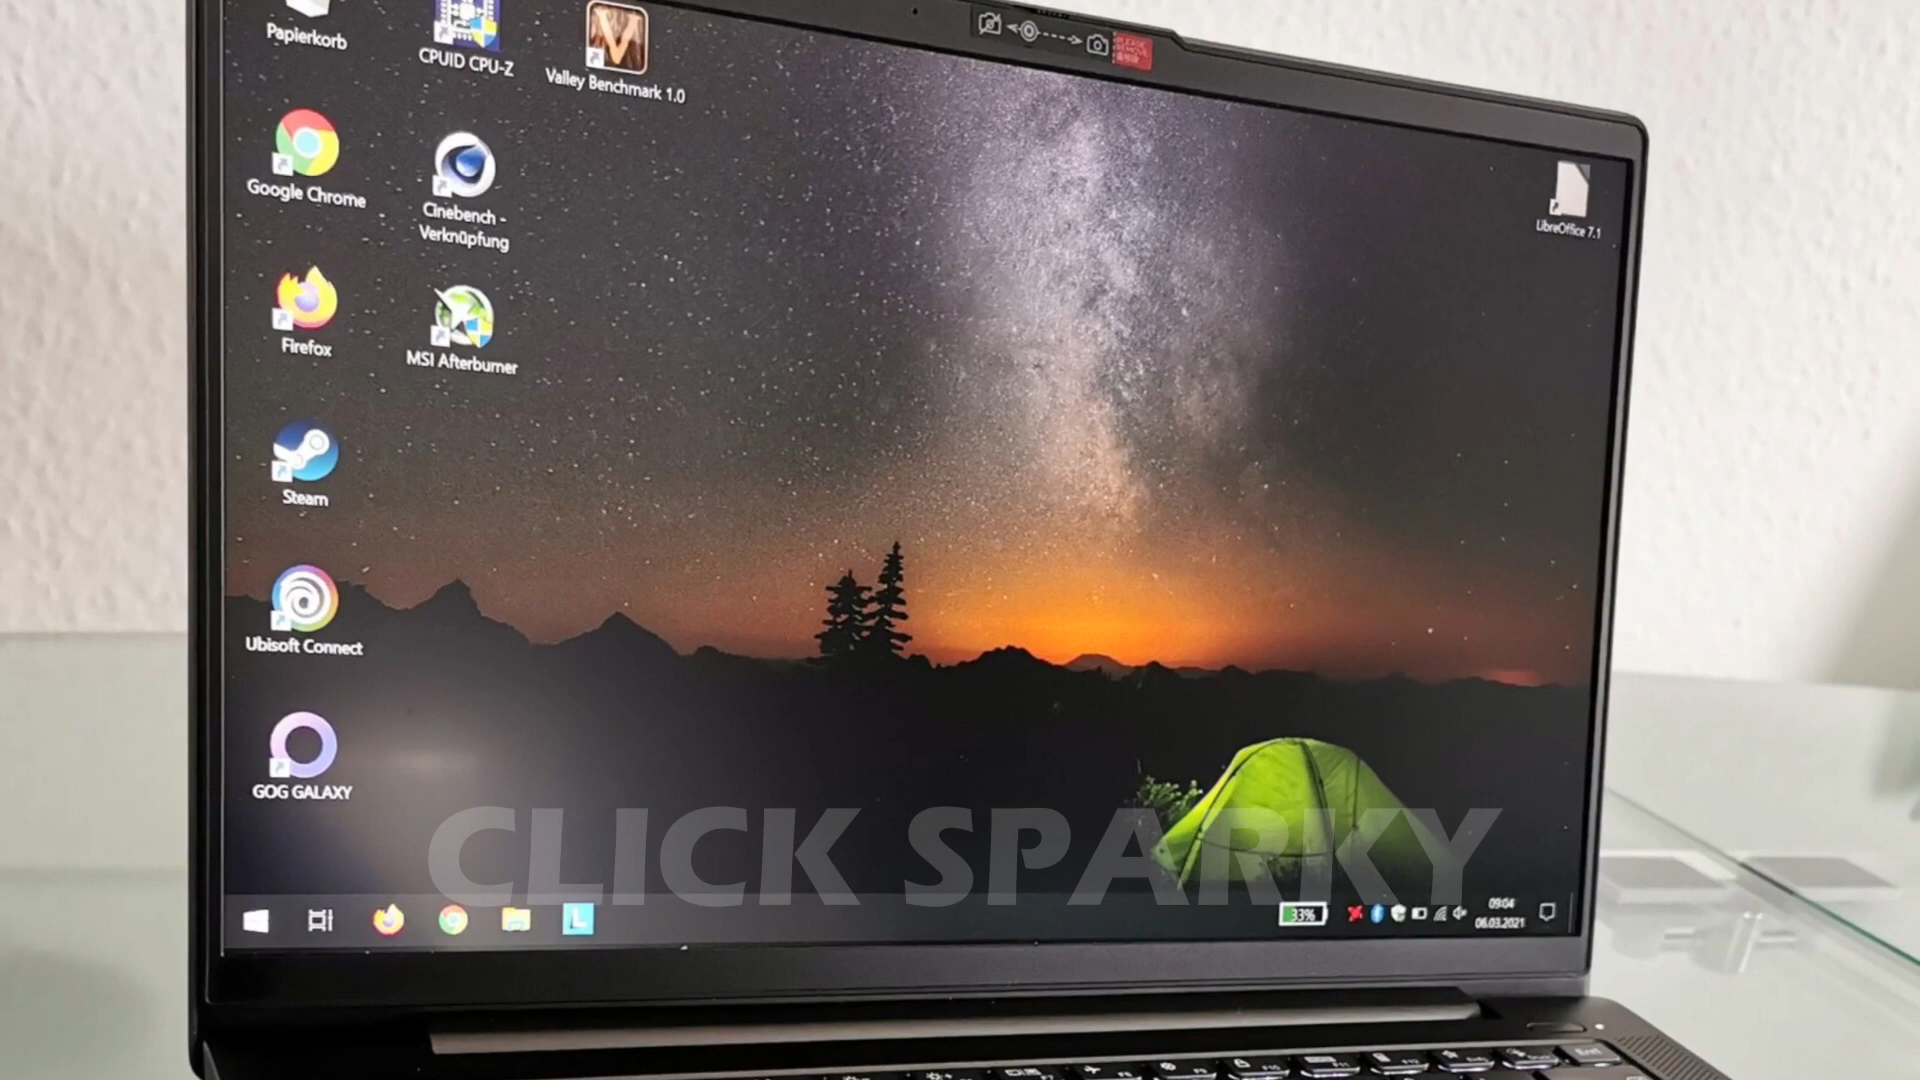 Papierkorb
CPUID CPU-Z
Valley Benchmark 1.0
Google Chrome
Cinebench -
Verknüpfung
LibreOffice 7.1
Firefox
MSI Afterburner
Steam
Ubisoft Connect
GOG GALAXY
CLICK SPARKY
33%
09:04
06.03.2021